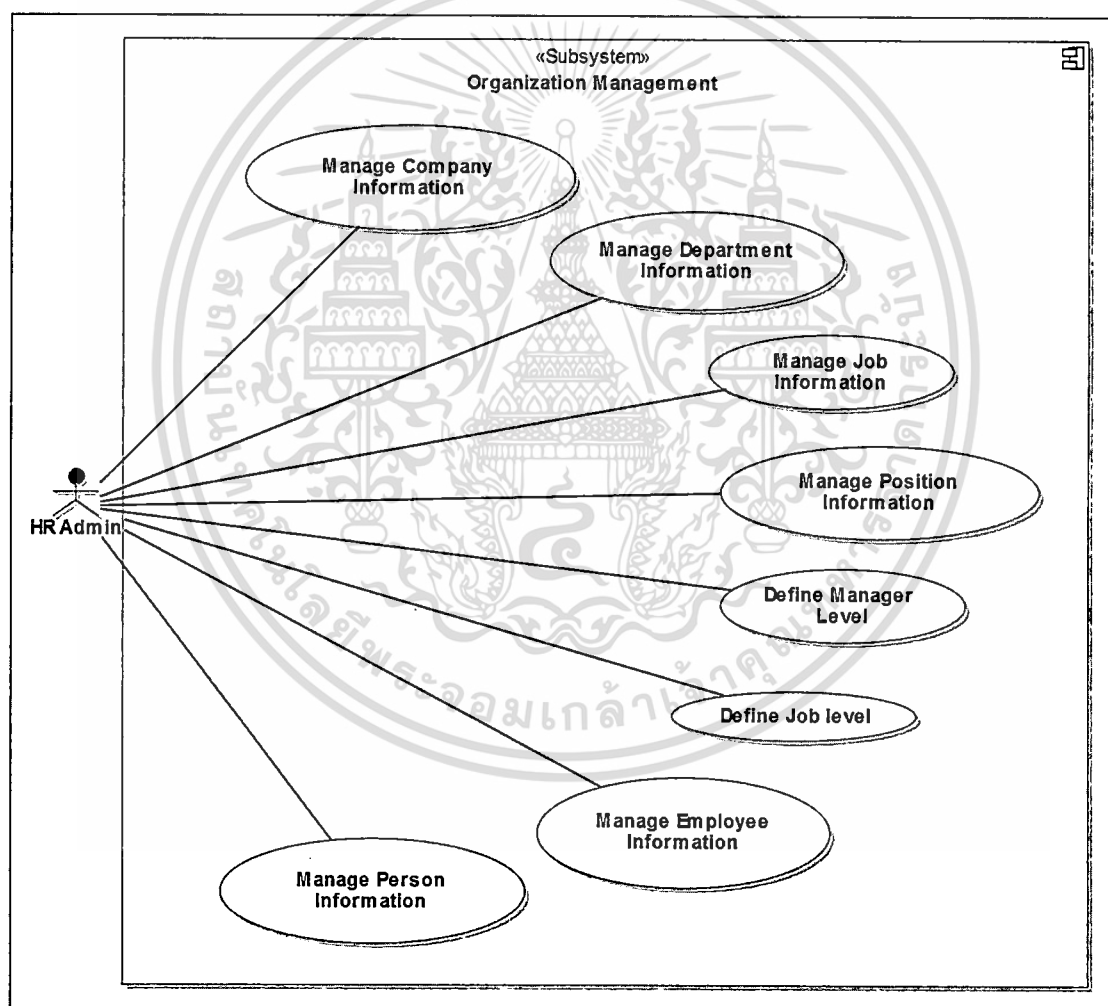 «Subsystem»
Organization Management
Manage Company
Information
Manage Department
Information
Manage Job
Information
Manage Position
Information
HR Admin
Define Manager
Level
Define Job level
Manage Employee
Information
Manage Person
Information